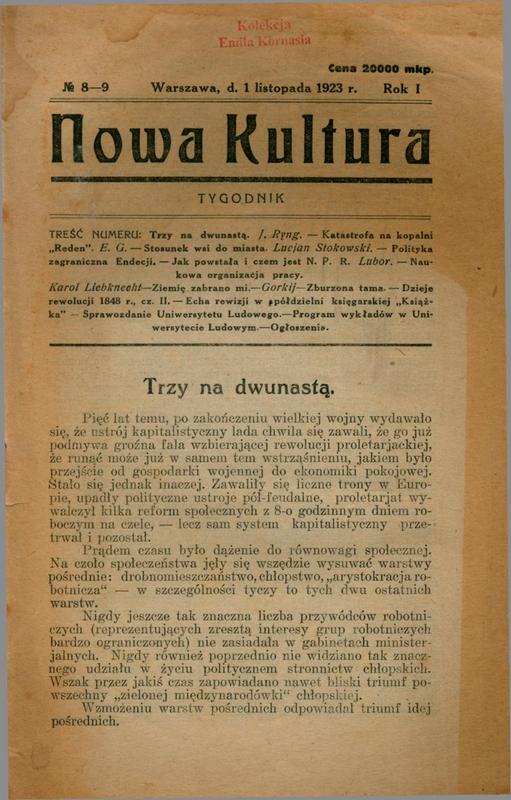 Kolekcja
Emila Kornasia
Cena 20000 mkp.
№ 8—9 Warszawa, d. 1 listopada 1923 r. Rok I
Nowa Kultura
TYGODNIK
TREŚĆ NUMERU: Trzy na dwunastą. J. Ryng. — Katastrofa na kopalni
„Reden". E. G. — Stosunek wsi do miasta. Lucjan Stokowski. — Polityka
zagraniczna Endecji. — Jak powstała i czem jest N. P. R. Lubor. — Nau-
kowa organizacja pracy.
Karol Liebknecht—Ziemię zabrano mi.—Gorkij—Zburzona tama. — Dzieje
rewolucji 1848 r., cz. II. — Echa rewizji w spółdzielni księgarskiej „Książ-
ka" — Sprawozdanie Uniwersytetu Ludowego.—Program wykładów w Uni-
wersytecie Ludowym.—Ogłoszenia.
Trzy na dwunastą.
Pięć lat temu, po zakończeniu wielkiej wojny wydawało
się, że ustrój kapitalistyczny lada chwila się zawali, że go już
podmywa groźna fala wzbierającej rewolucji proletarjackiej,
że runąć może już w samem tem wstrząśnieniu, jakiem było
przejście od gospodarki wojennej do ekonomiki pokojowej.
Stało się jednak inaczej. Zawaliły się liczne trony w Euro-
pie, upadły polityczne ustroje pół-feudalne, proletarjat wy-
walczył kilka reform społecznych z 8-o godzinnym dniem ro-
boczym na czele, — lecz sam system kapitalistyczny prze-
trwał i pozostał.
Prądem czasu było dążenie do równowagi społecznej.
Na czoło społeczeństwa jęły się wszędzie wysuwać warstwy
pośrednie: drobnomieszczaństwo, chłopstwo, „arystokracja ro-
botnicza" — w szczególności tyczy to tych dwu ostatnich
warstw.
Nigdy jeszcze tak znaczna liczba przywódców robotni-
czych (reprezentujących zresztą interesy grup robotniczych
bardzo ograniczonych) nie zasiadała w gabinetach minister-
jalnych. Nigdy również poprzednio nie widziano tak znacz-
nego udziału w życiu politycznem stronnictw chłopskich.
Wszak przez jakiś czas zapowiadano nawet bliski triumf po-
wszechny „zielonej międzynarodówki" chłopskiej.
Wzmożeniu warstw pośrednich odpowiadał triumf idej
pośrednich.